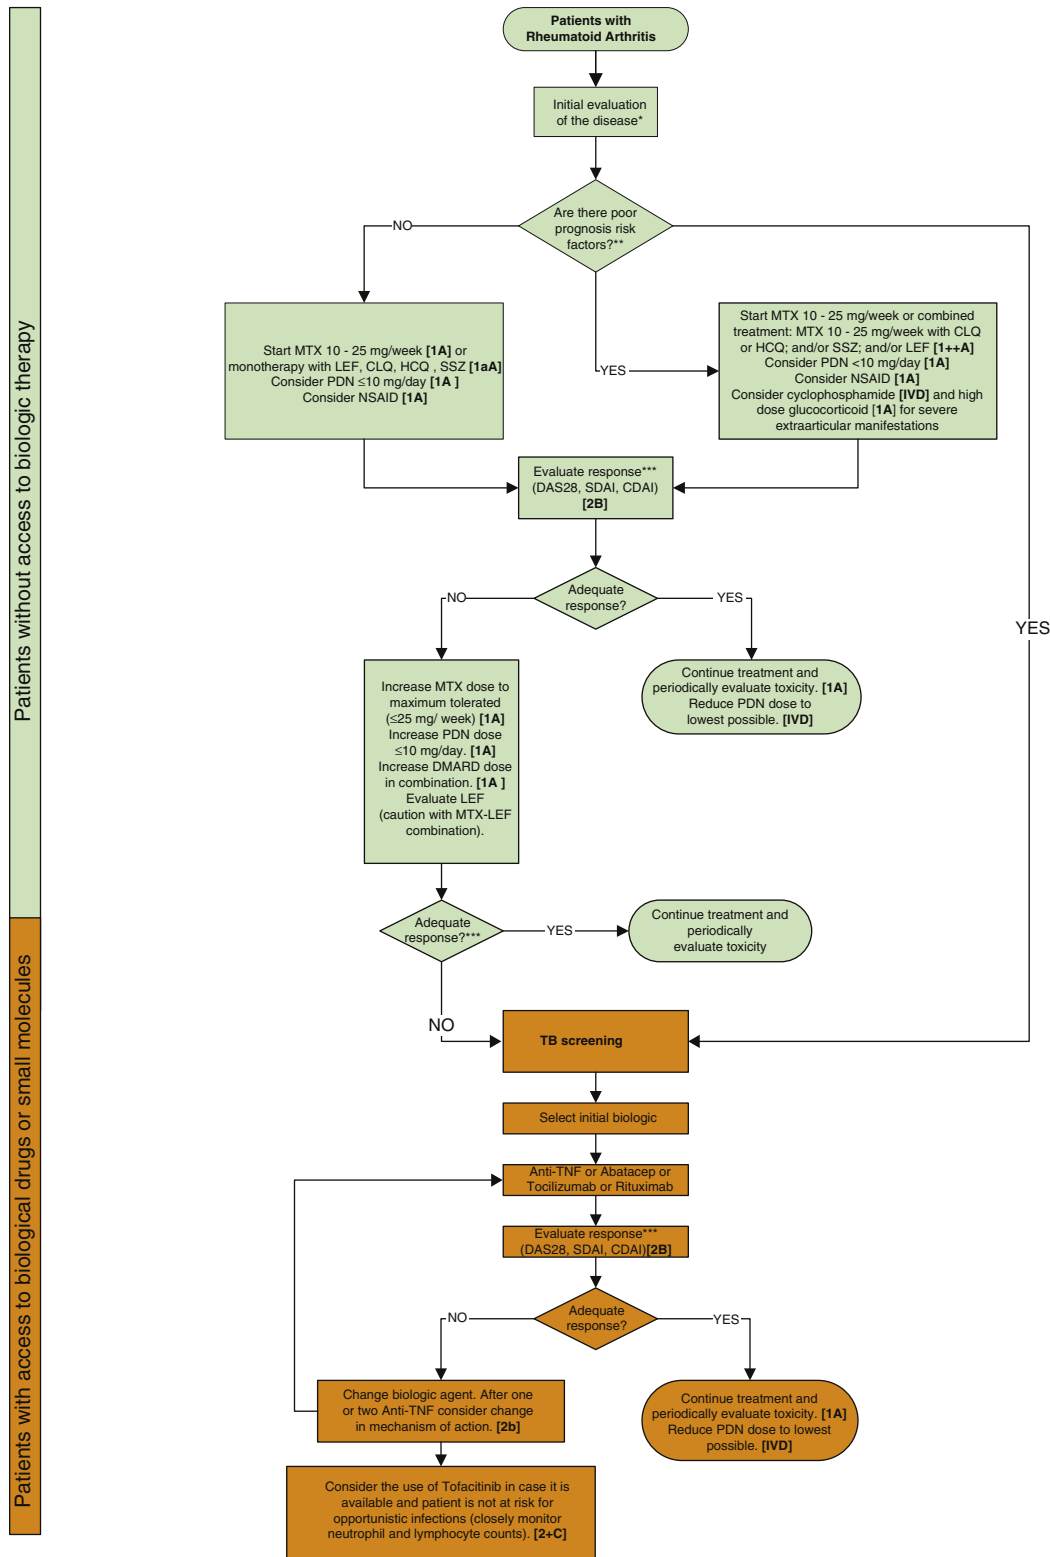 Patients with
Rheumatoid Arthritis
Initial evaluation
of the disease*
Are there poor
prognosis risk
factors?**
NO
YES
YES
Start MTX 10 - 25 mg/week [1A] or
monotherapy with LEF, CLQ, HCQ , SSZ [1aA]
Consider PDN ≤10 mg/day [1A ]
Consider NSAID [1A]
Start MTX 10 - 25 mg/week or combined
treatment: MTX 10 - 25 mg/week with CLQ
or HCQ; and/or SSZ; and/or LEF [1++A]
Consider PDN <10 mg/day [1A]
Consider NSAID [1A]
Consider cyclophosphamide [IVD] and high
dose glucocorticoid [1A] for severe
extraarticular manifestations
Evaluate response***
(DAS28, SDAI, CDAI)
[2B]
Adequate
response?
NO
YES
Increase MTX dose to
maximum tolerated
(≤25 mg/ week) [1A]
Increase PDN dose
≤10 mg/day. [1A]
Increase DMARD dose
in combination. [1A ]
Evaluate LEF
(caution with MTX-LEF
combination).
Continue treatment and
periodically evaluate toxicity. [1A]
Reduce PDN dose to
lowest possible. [IVD]
Adequate
response?***
YES
Continue treatment and
periodically
evaluate toxicity
NO
TB screening
Select initial biologic
Anti-TNF or Abatacep or
Tocilizumab or Rituximab
Evaluate response***
(DAS28, SDAI, CDAI)[2B]
Adequate
response?
NO
YES
Change biologic agent. After one
or two Anti-TNF consider change
in mechanism of action. [2b]
Continue treatment and
periodically evaluate toxicity. [1A]
Reduce PDN dose to lowest
possible. [IVD]
Consider the use of Tofacitinib in case it is
available and patient is not at risk for
opportunistic infections (closely monitor
neutrophil and lymphocyte counts). [2+C]
Patients without access to biologic therapy
Patients with access to biological drugs or small molecules